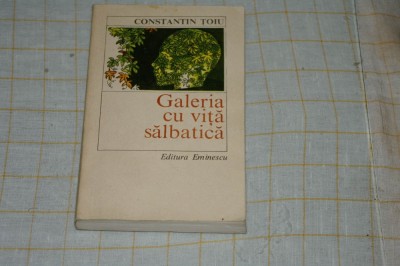 CONSTANTIN ȚOIU
Galeria
cu viță
sălbatică
Editura Eminescu